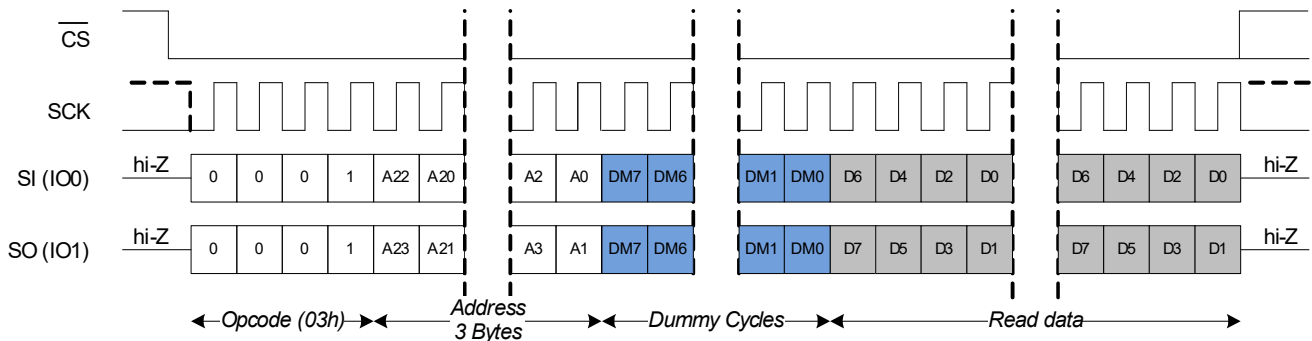 CS
SCK
SI (IO0) hi-Z 0 0 0 1 A22 A20 A2 A0 DM7 DM6 DM1 DM0 D6 D4 D2 D0 D6 D4 D2 D0 hi-Z
SO (IO1) hi-Z 0 0 0 1 A23 A21 A3 A1 DM7 DM6 DM1 DM0 D7 D5 D3 D1 D7 D5 D3 D1 hi-Z
Opcode (03h) Address Dummy Cycles Read data
3 Bytes